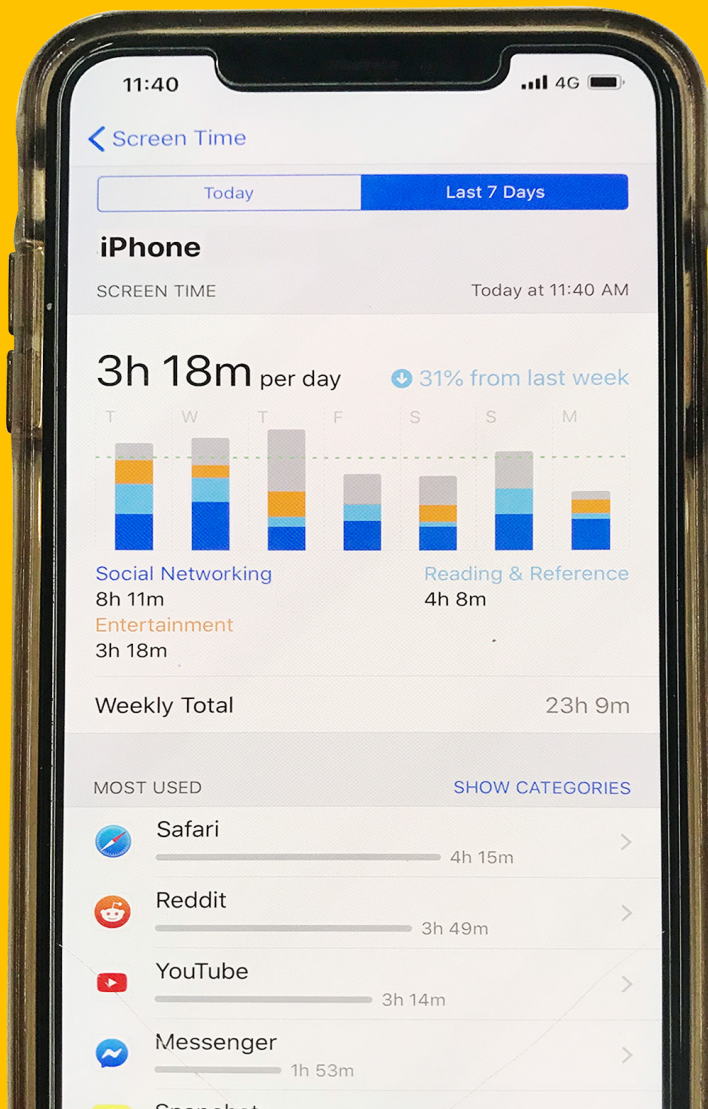 11:40 4G
Screen Time
Today Last 7 Days
iPhone
SCREEN TIME Today at 11:40 AM
3h 18m per day 31% from last week
T W T F S S M
Social Networking Reading & Reference
8h 11m 4h 8m
Entertainment
3h 18m
Weekly Total 23h 9m
MOST USED SHOW CATEGORIES
Safari
4h 15m
Reddit
3h 49m
YouTube
3h 14m
Messenger
1h 53m